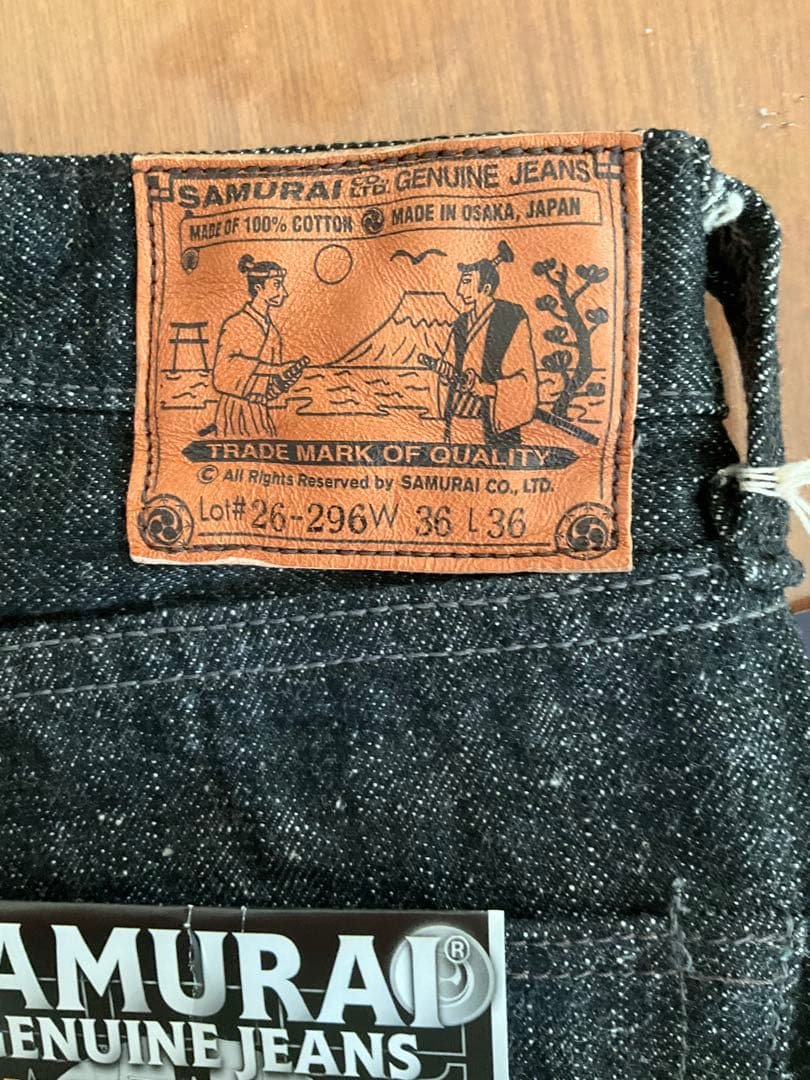 SAMURAI CO., LTD. GENUINE JEANS
MADE OF 100% COTTON MADE IN OSAKA, JAPAN
TRADE MARK OF QUALITY
© All Rights Reserved by SAMURAI CO., LTD.
Lot# 26-296 W 36 L 36
SAMURAI®
GENUINE JEANS